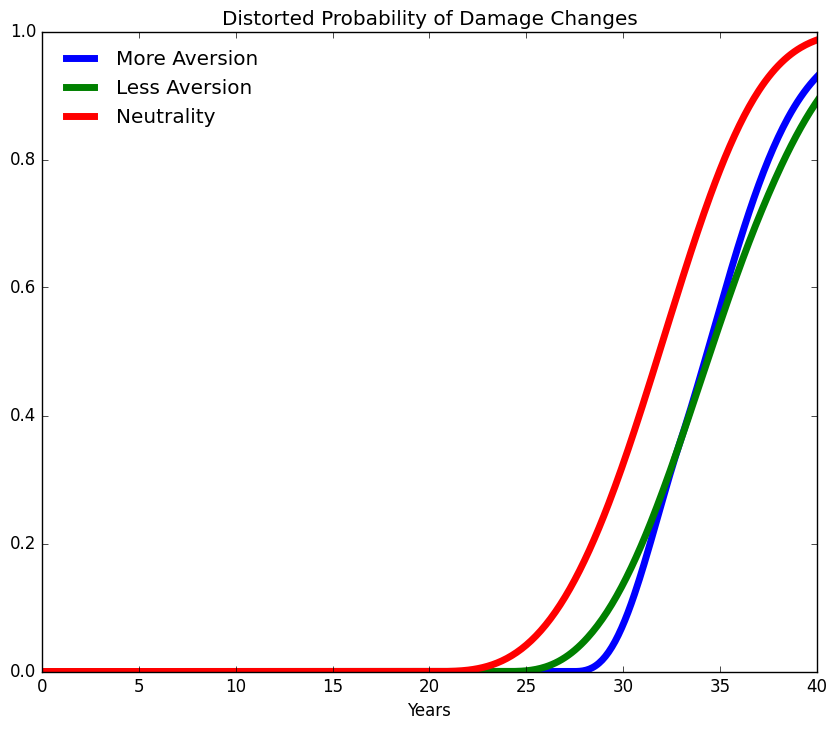 Distorted Probability of Damage Changes
1.0
0.8
0.6
0.4
0.2
0.0
More Aversion
Less Aversion
Neutrality
0 5 10 15 20 25 30 35 40
Years